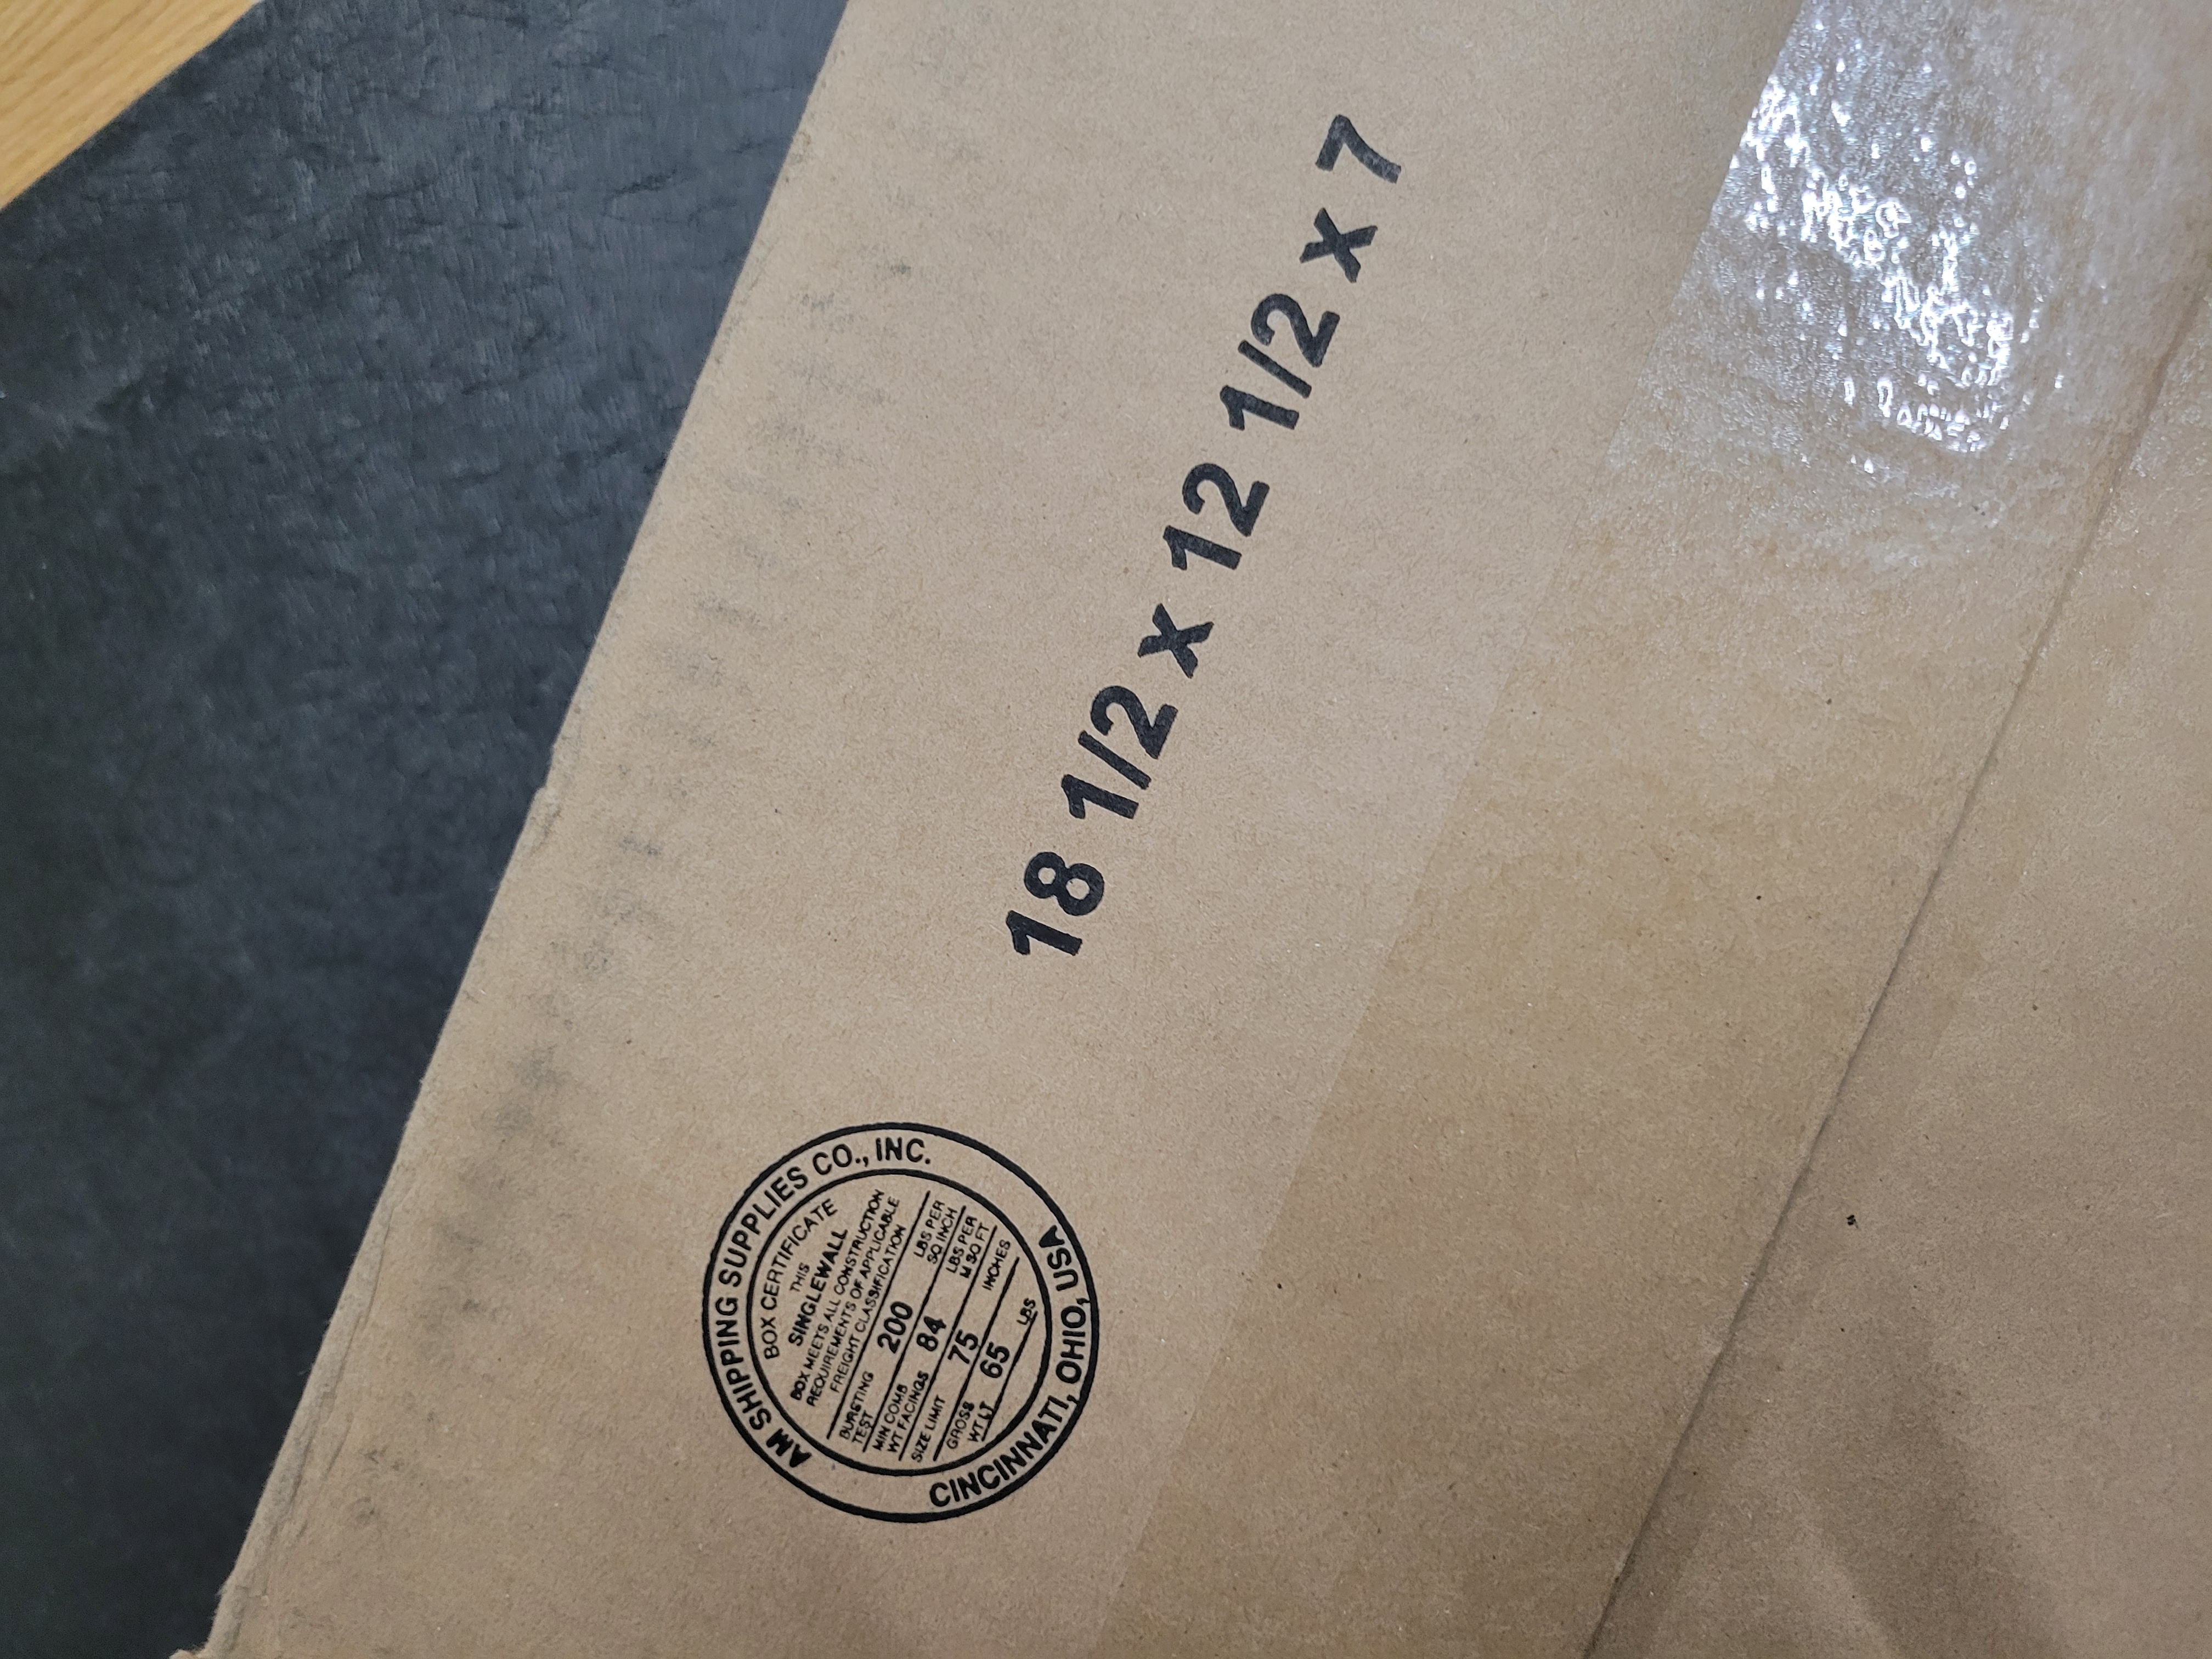 18 1/2 x 12 1/2 x 7
AM SHIPPING SUPPLIES CO., INC.
BOX CERTIFICATE
THIS
SINGLEWALL
BOX MEETS ALL CONSTRUCTION
REQUIREMENTS OF APPLICABLE
FREIGHT CLASSIFICATION
BURSTING TEST 200 LBS PER SQ INCH
MIN COMB WT FACINGS 84 LBS PER M SQ FT
SIZE LIMIT 75 INCHES
GROSS WT LT 65 LBS
CINCINNATI, OHIO, USA